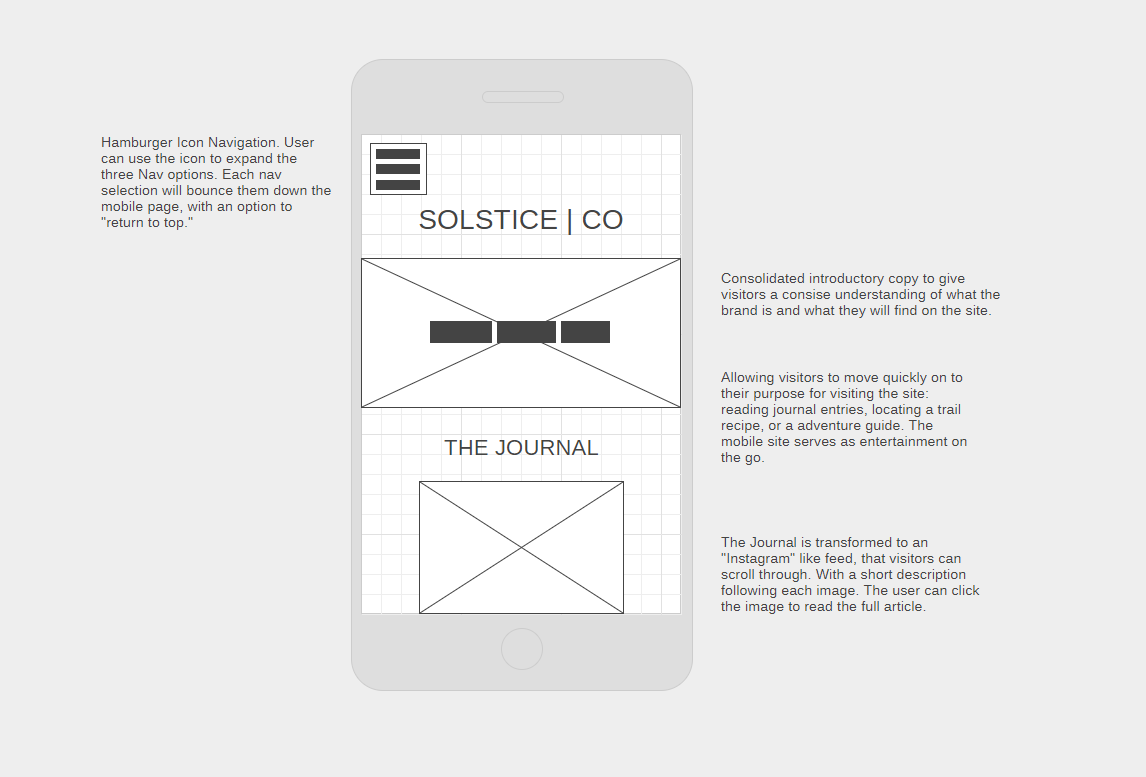 Hamburger Icon Navigation. User
can use the icon to expand the
three Nav options. Each nav
selection will bounce them down the
mobile page, with an option to
"return to top."
SOLSTICE | CO
Consolidated introductory copy to give
visitors a consise understanding of what the
brand is and what they will find on the site.
Allowing visitors to move quickly on to
their purpose for visiting the site:
reading journal entries, locating a trail
recipe, or a adventure guide. The
mobile site serves as entertainment on
the go.
THE JOURNAL
The Journal is transformed to an
"Instagram" like feed, that visitors can
scroll through. With a short description
following each image. The user can click
the image to read the full article.